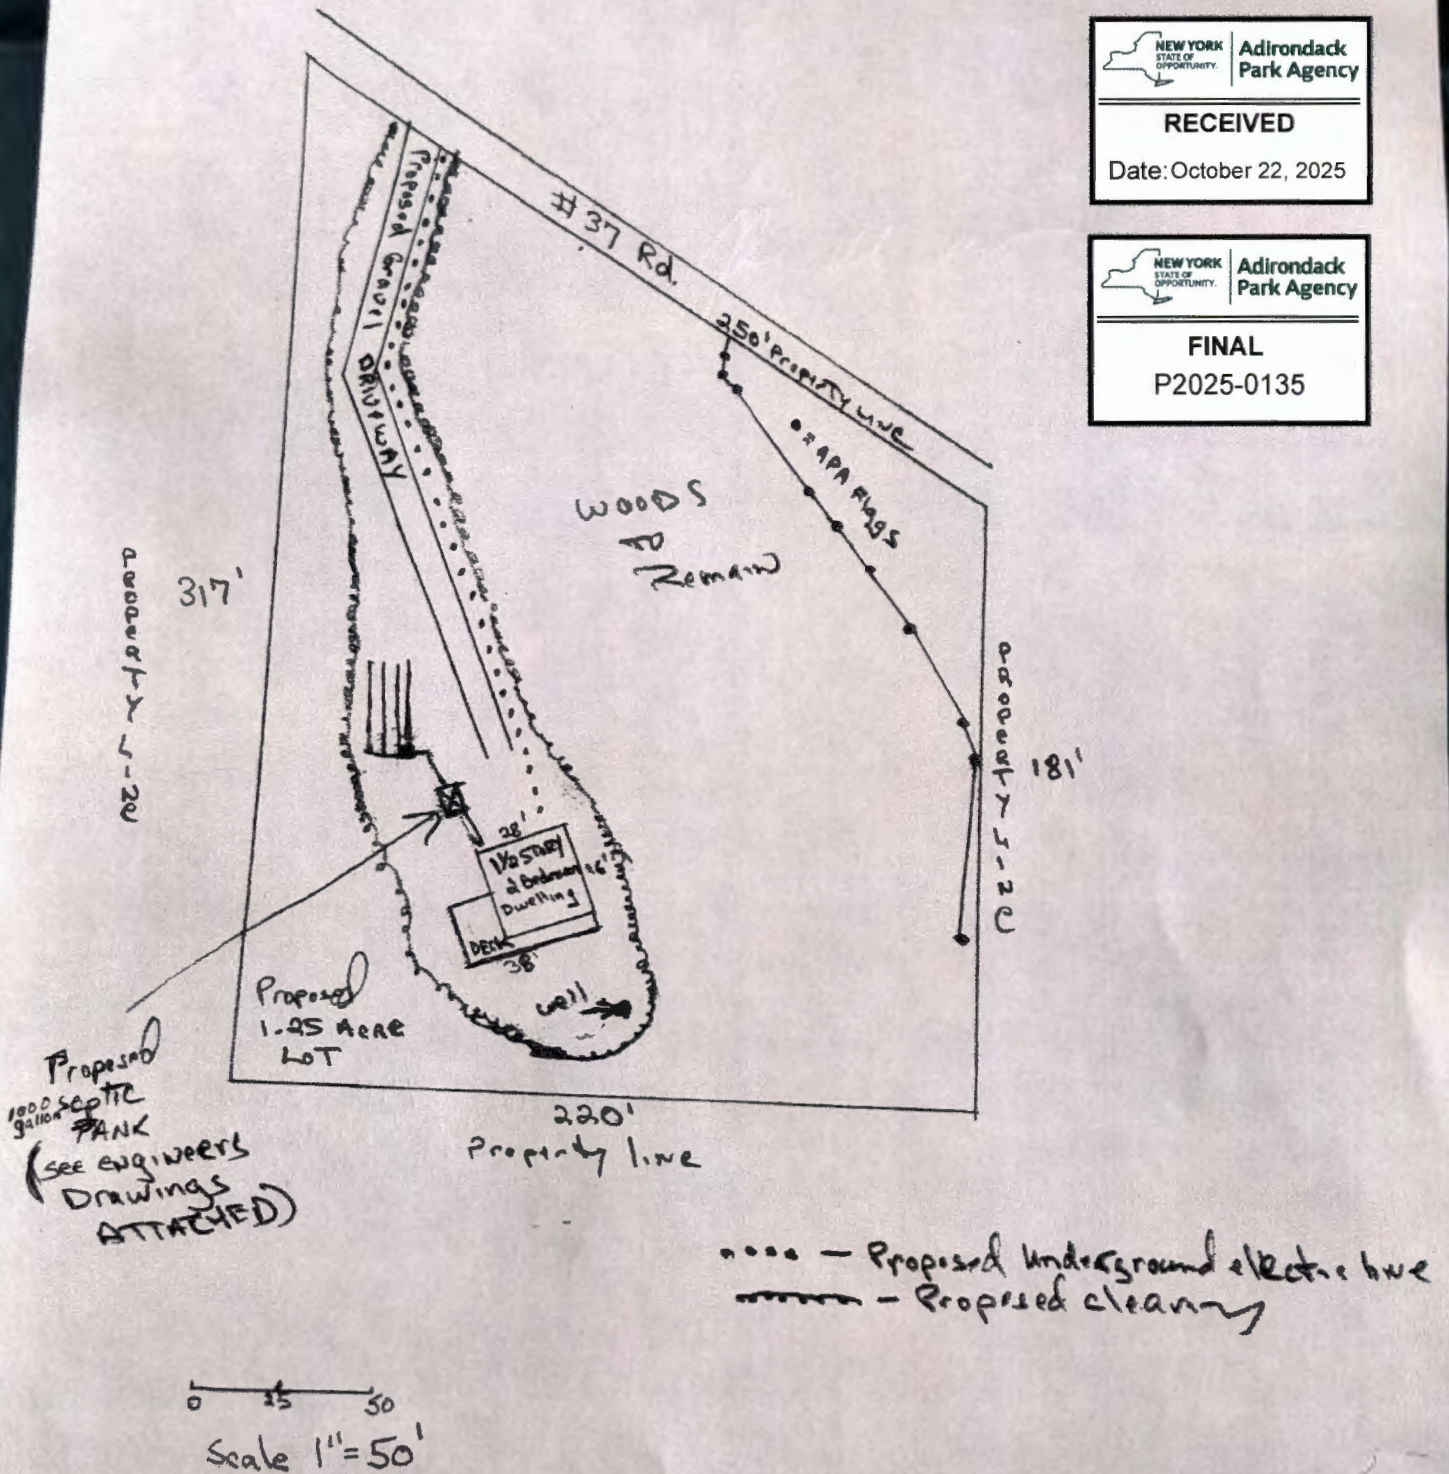 NEW YORK
STATE OF
OPPORTUNITY.
Adirondack
Park Agency
RECEIVED
Date: October 22, 2025
NEW YORK
STATE OF
OPPORTUNITY.
Adirondack
Park Agency
FINAL
P2025-0135
# 37 Rd.
250' Property Line
• = APA Flags
Proposed Gravel DRIVEWAY
WOODS
TO
Remain
317'
property line
181'
property line
28'
1 1/2 STORY
2 Bedroom 26'
Dwelling
DECK
38'
well
Proposed
1.25 Acre
LOT
Proposed
1000 gallon septic
TANK
(see engineers
Drawings
ATTACHED)
220'
Property line
•••• — Proposed Underground electric line
— Proposed clearing
0 25 50
Scale 1"=50'